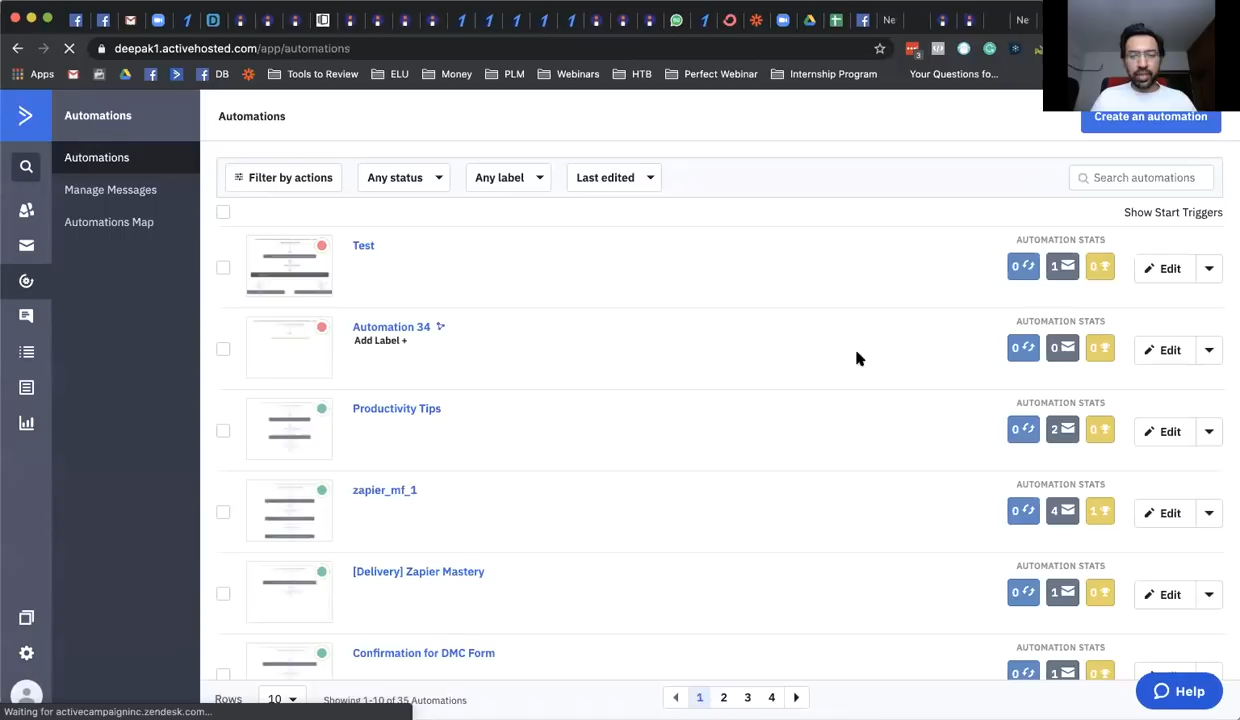 Ne
Ne
deepak1.activehosted.com/app/automations
3
Apps
DB
Tools to Review
ELU
Money
PLM
Webinars
HTB
Perfect Webinar
Internship Program
Your Questions fo...
Automations
Automations
Manage Messages
Automations Map
Automations
Create an automation
Filter by actions
Any status
Any label
Last edited
Search automations
Show Start Triggers
Test
AUTOMATION STATS
0 1 0
Edit
Automation 34
Add Label +
AUTOMATION STATS
0 0 0
Edit
Productivity Tips
AUTOMATION STATS
0 2 0
Edit
zapier_mf_1
AUTOMATION STATS
0 4 1
Edit
[Delivery] Zapier Mastery
AUTOMATION STATS
0 1 0
Edit
Confirmation for DMC Form
AUTOMATION STATS
0 1 0
Rows
10
Showing 1-10 of 35 Automations
1 2 3 4
Help
Waiting for activecampaigninc.zendesk.com...